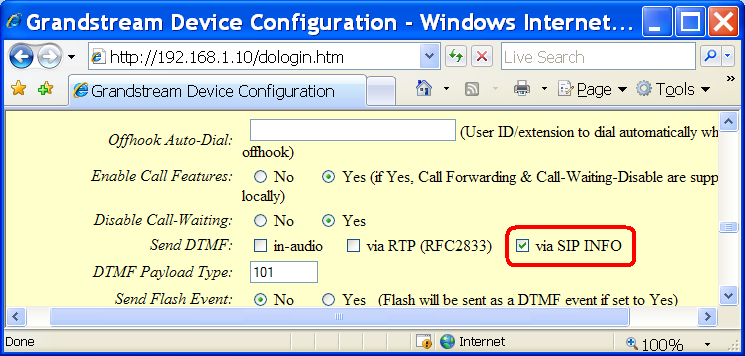 Grandstream Device Configuration - Windows Internet...
http://192.168.1.10/dologin.htm
Live Search
Grandstream Device Configuration
Page
Tools
Offhook Auto-Dial: (User ID/extension to dial automatically wh
offhook)
Enable Call Features: No Yes (if Yes, Call Forwarding & Call-Waiting-Disable are supp
locally)
Disable Call-Waiting: No Yes
Send DTMF: in-audio via RTP (RFC2833) via SIP INFO
DTMF Payload Type: 101
Send Flash Event: No Yes (Flash will be sent as a DTMF event if set to Yes)
Done Internet 100%